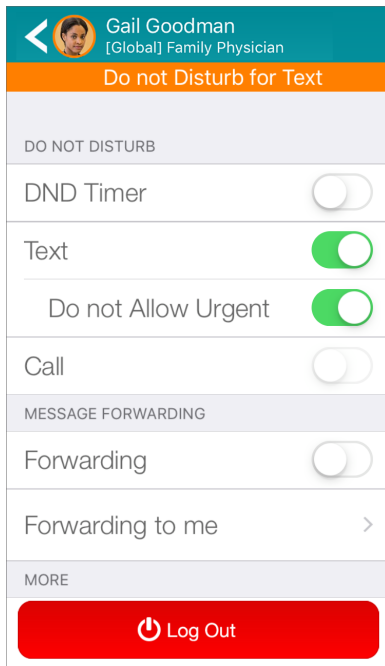 Gail Goodman
[Global] Family Physician
Do not Disturb for Text
DO NOT DISTURB
DND Timer
Text
Do not Allow Urgent
Call
MESSAGE FORWARDING
Forwarding
Forwarding to me
MORE
Log Out